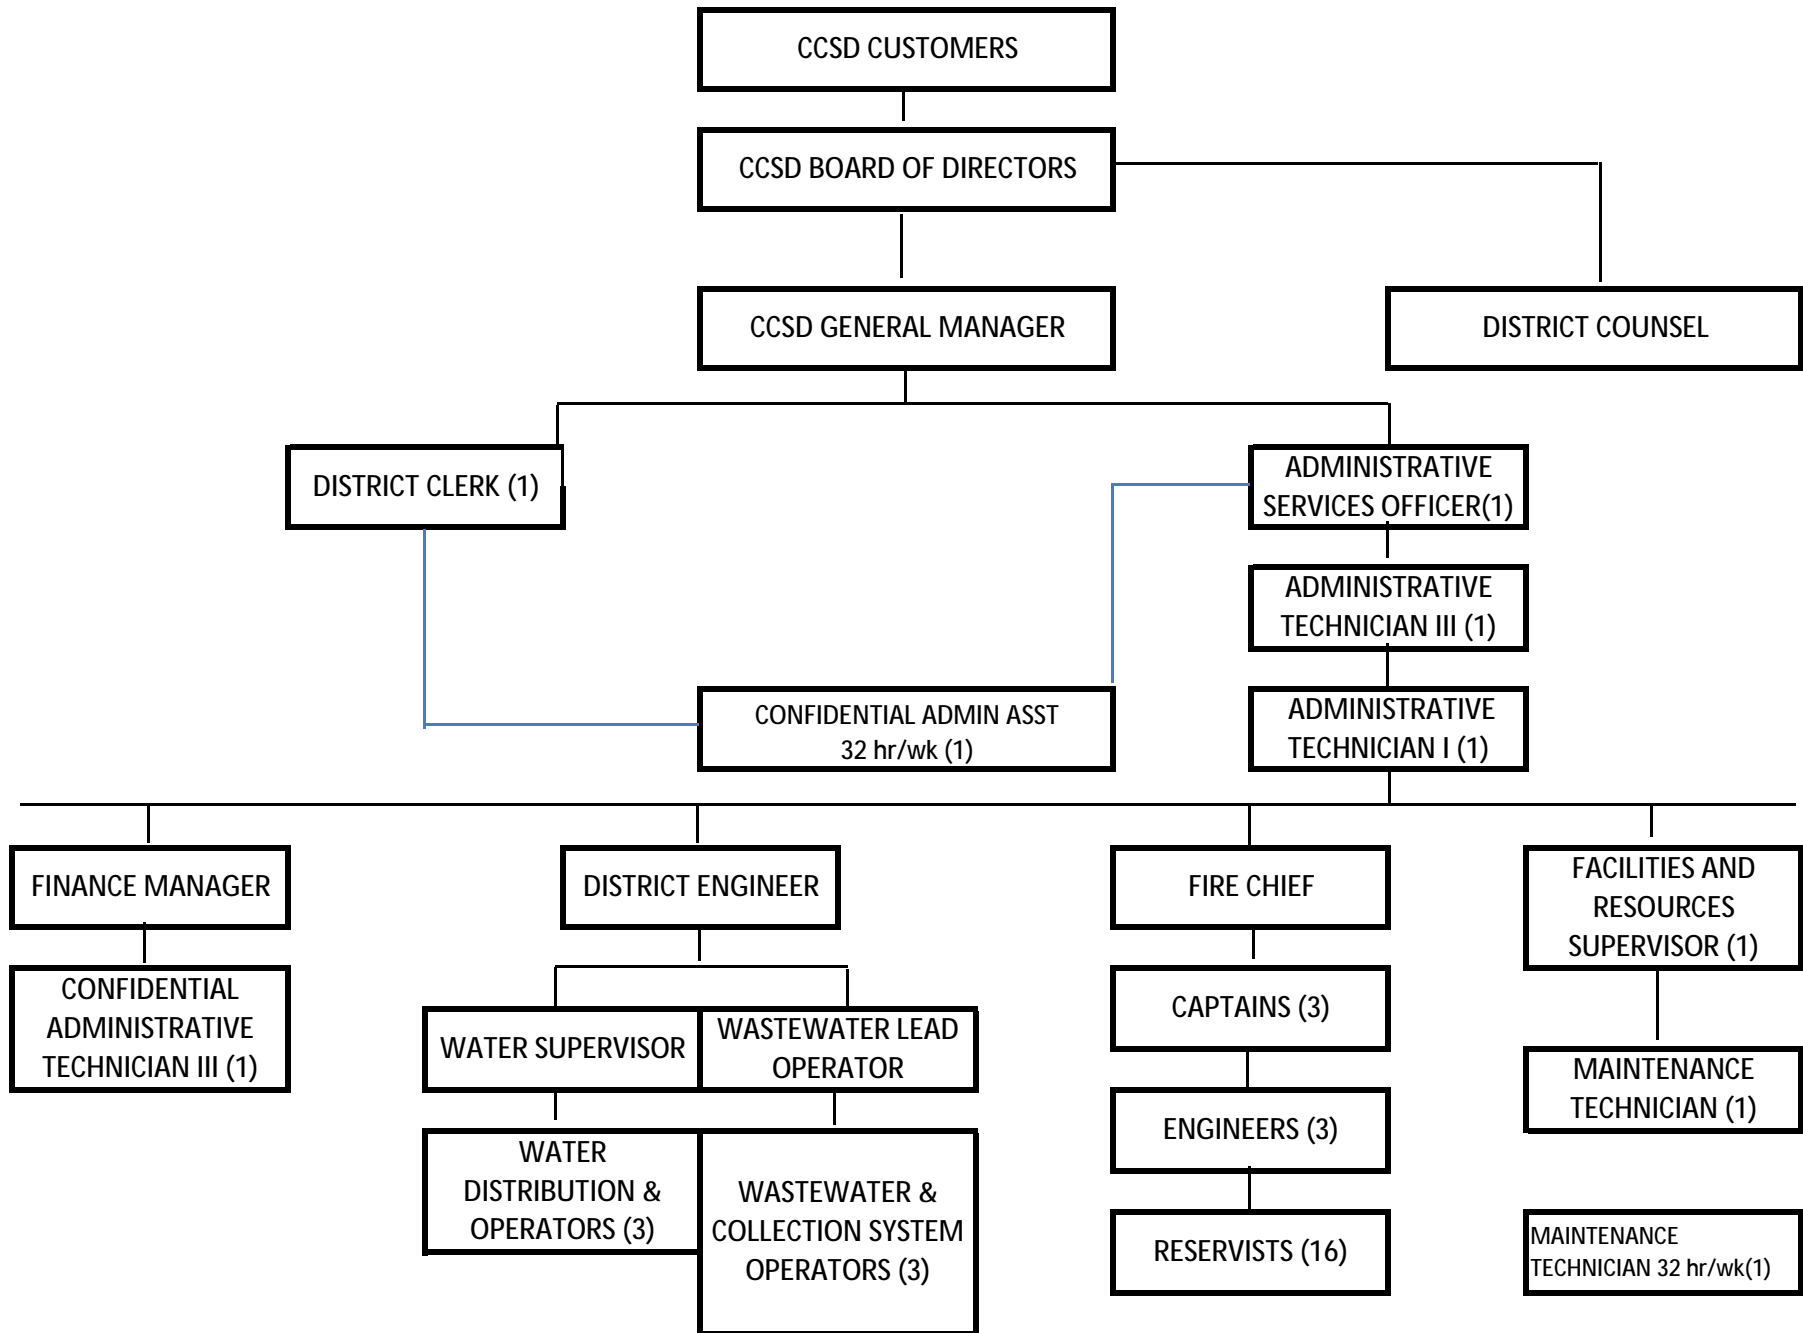 CCSD CUSTOMERS
CCSD BOARD OF DIRECTORS
CCSD GENERAL MANAGER
DISTRICT COUNSEL
DISTRICT CLERK (1)
ADMINISTRATIVE
SERVICES OFFICER(1)
ADMINISTRATIVE
TECHNICIAN III (1)
CONFIDENTIAL ADMIN ASST
32 hr/wk (1)
ADMINISTRATIVE
TECHNICIAN I (1)
FINANCE MANAGER
DISTRICT ENGINEER
FIRE CHIEF
FACILITIES AND
RESOURCES
SUPERVISOR (1)
CONFIDENTIAL
ADMINISTRATIVE
TECHNICIAN III (1)
WATER SUPERVISOR
WASTEWATER LEAD
OPERATOR
CAPTAINS (3)
MAINTENANCE
TECHNICIAN (1)
WATER
DISTRIBUTION &
OPERATORS (3)
WASTEWATER &
COLLECTION SYSTEM
OPERATORS (3)
ENGINEERS (3)
RESERVISTS (16)
MAINTENANCE
TECHNICIAN 32 hr/wk(1)